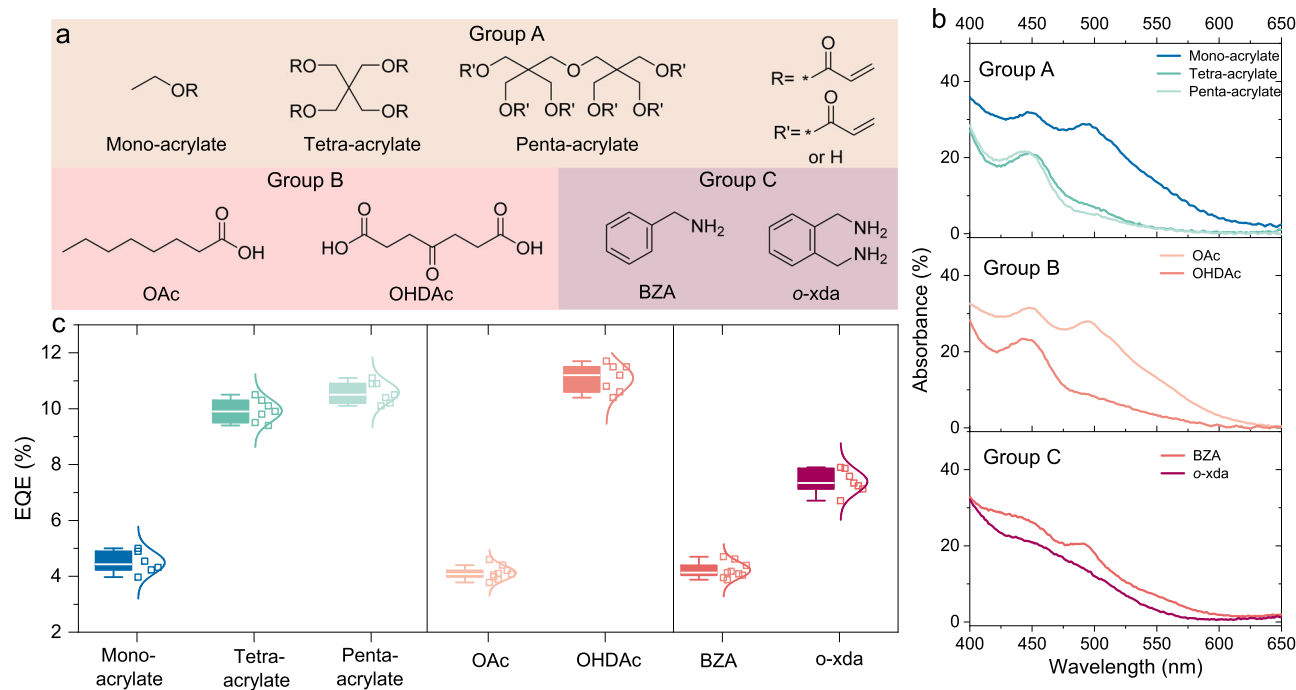 a
Group A
OR
Mono-acrylate
RO OR
RO OR
Tetra-acrylate
R'O O OR'
OR' OR' OR' OR'
Penta-acrylate
O
R= *
O
R'= *
or H
Group B
O
OH
OAc
O O
HO OH
O
OHDAc
Group C
NH2
BZA
NH2
NH2
o-xda
b
400 450 500 550 600 650
Group A
Mono-acrylate
Tetra-acrylate
Penta-acrylate
40
20
0
Group B
OAc
OHDAc
40
20
0
Group C
BZA
o-xda
40
20
0
400 450 500 550 600 650
Absorbance (%)
Wavelength (nm)
c
12
10
8
6
4
2
EQE (%)
Mono-
acrylate
Tetra-
acrylate
Penta-
acrylate
OAc
OHDAc
BZA
o-xda